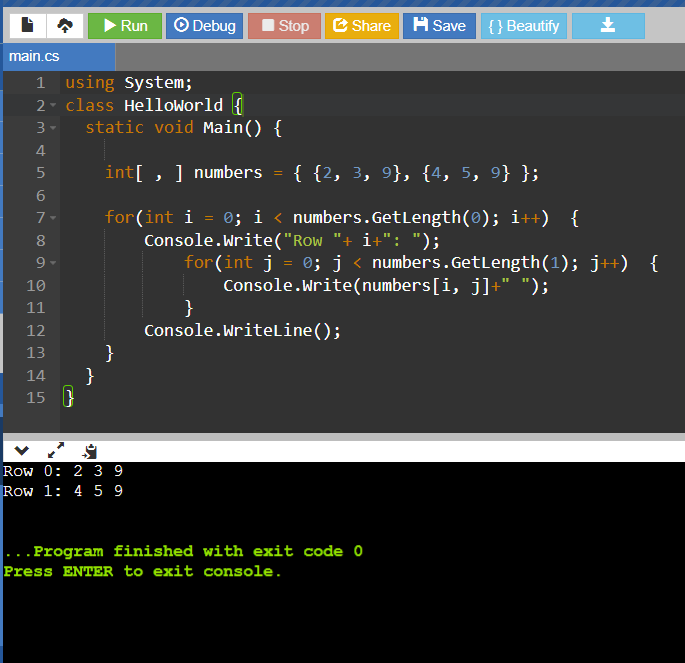 Run Debug Stop Share Save { } Beautify
main.cs
1 using System;
2 class HelloWorld {
3 static void Main() {
4
5 int[ , ] numbers = { {2, 3, 9}, {4, 5, 9} };
6
7 for(int i = 0; i < numbers.GetLength(0); i++) {
8 Console.Write("Row "+ i+": ");
9 for(int j = 0; j < numbers.GetLength(1); j++) {
10 Console.Write(numbers[i, j]+" ");
11 }
12 Console.WriteLine();
13 }
14 }
15 }
Row 0: 2 3 9
Row 1: 4 5 9
...Program finished with exit code 0
Press ENTER to exit console.